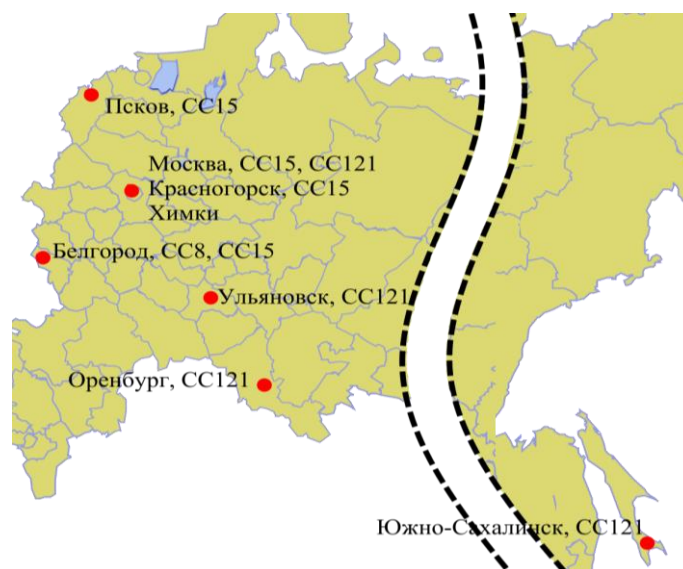 Псков, СС15
Москва, СС15, СС121
Красногорск, СС15
Химки
Белгород, СС8, СС15
Ульяновск, СС121
Оренбург, СС121
Южно-Сахалинск, СС121